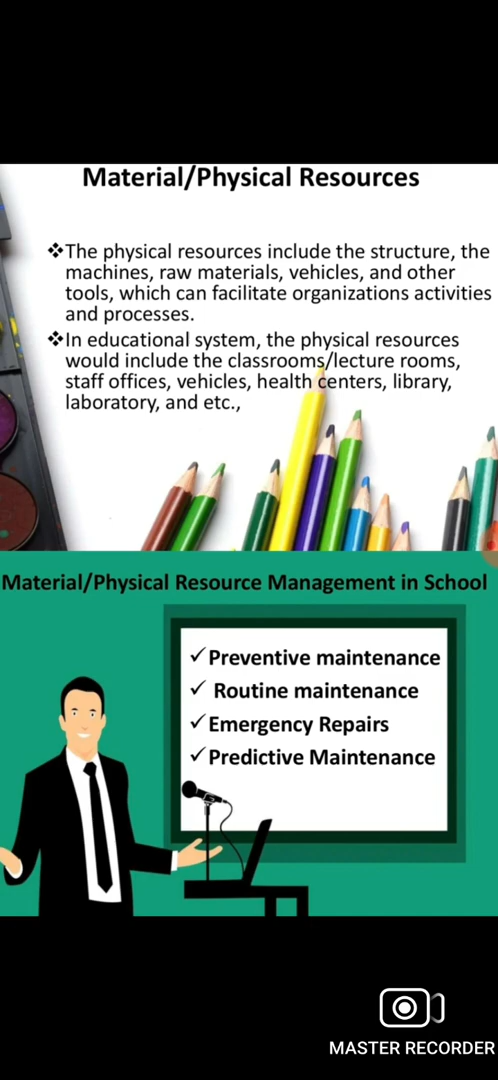 Material/Physical Resources
❖The physical resources include the structure, the
machines, raw materials, vehicles, and other
tools, which can facilitate organizations activities
and processes.
❖In educational system, the physical resources
would include the classrooms/lecture rooms,
staff offices, vehicles, health centers, library,
laboratory, and etc.,
Material/Physical Resource Management in School
✓Preventive maintenance
✓ Routine maintenance
✓Emergency Repairs
✓Predictive Maintenance
MASTER RECORDER